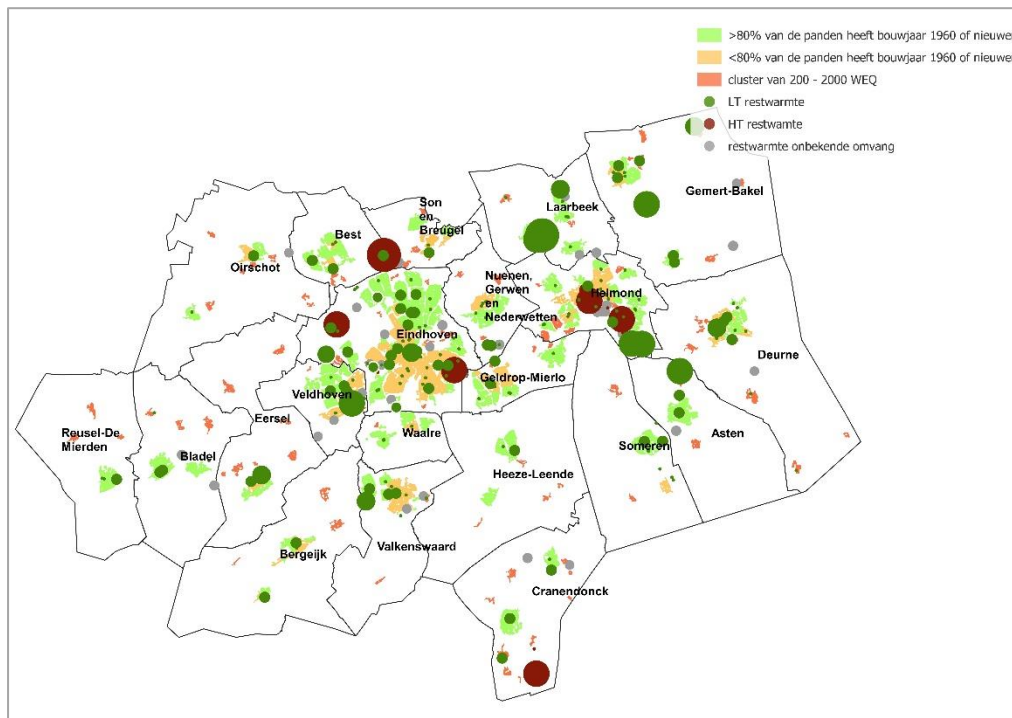 >80% van de panden heeft bouwjaar 1960 of nieuwer
<80% van de panden heeft bouwjaar 1960 of nieuwer
cluster van 200 - 2000 WEQ
LT restwarmte
HT restwamte
restwarmte onbekende omvang
Gemert-Bakel
Laarbeek
Son
en
Breugel
Best
Oirschot
Nuenen,
Gerwen
en
Nederwetten
Helmond
Eindhoven
Deurne
Geldrop-Mierlo
Veldhoven
Eersel
Reusel-De
Mierden
Bladel
Waalre
Asten
Someren
Heeze-Leende
Valkenswaard
Bergeijk
Cranendonck